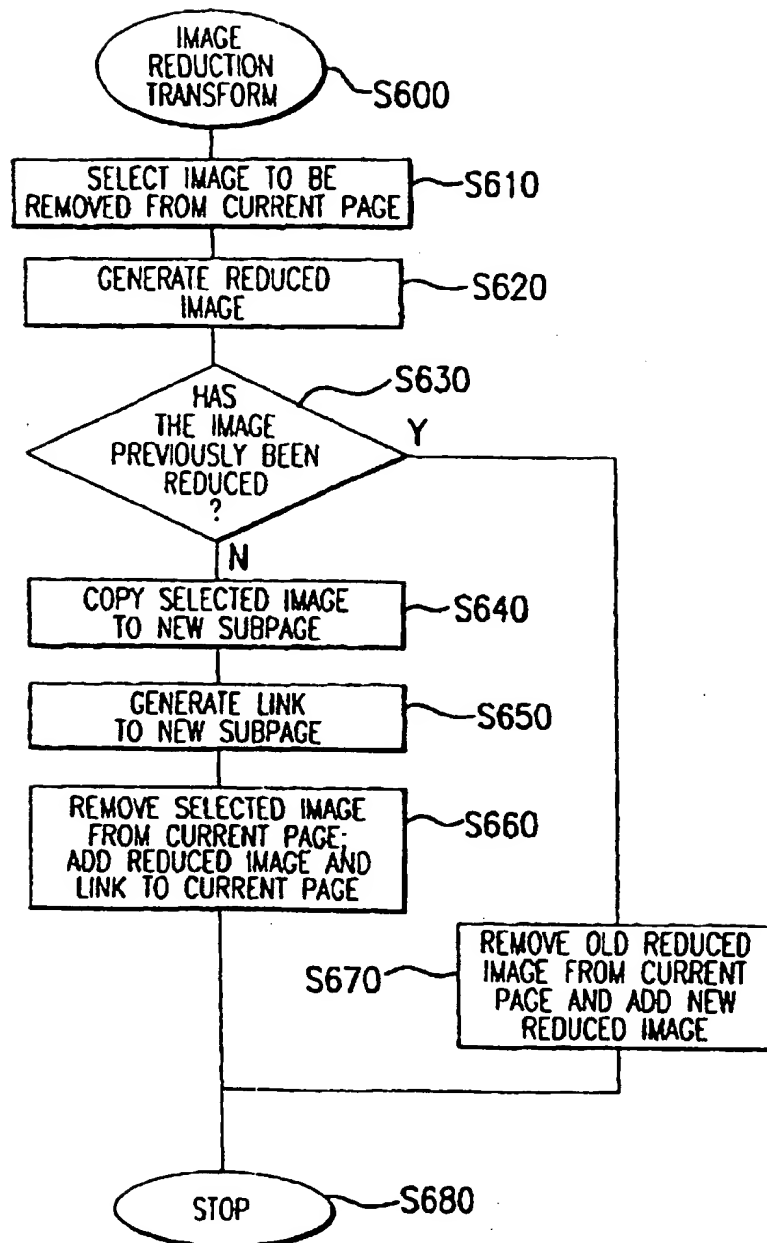 IMAGE
REDUCTION
TRANSFORM
S600
SELECT IMAGE TO BE
REMOVED FROM CURRENT PAGE
S610
GENERATE REDUCED
IMAGE
S620
HAS
THE IMAGE
PREVIOUSLY BEEN
REDUCED
?
S630
Y
N
COPY SELECTED IMAGE
TO NEW SUBPAGE
S640
GENERATE LINK
TO NEW SUBPAGE
S650
REMOVE SELECTED IMAGE
FROM CURRENT PAGE;
ADD REDUCED IMAGE AND
LINK TO CURRENT PAGE
S660
REMOVE OLD REDUCED
IMAGE FROM CURRENT
PAGE AND ADD NEW
REDUCED IMAGE
S670
STOP
S680